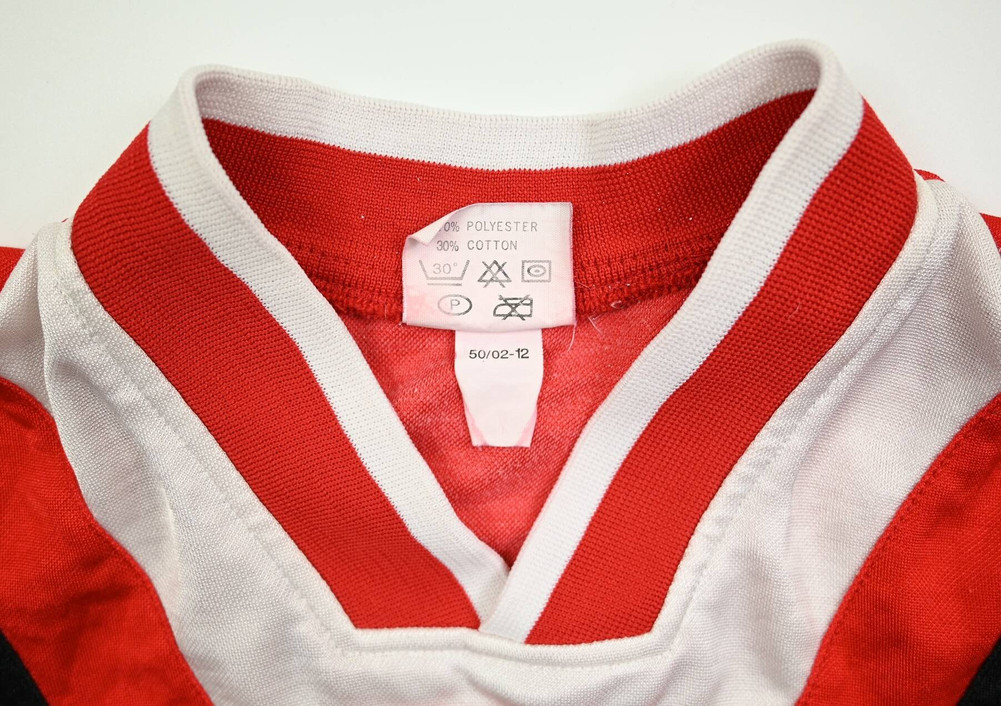 0% POLYESTER
30% COTTON
30°
P
50/02-12